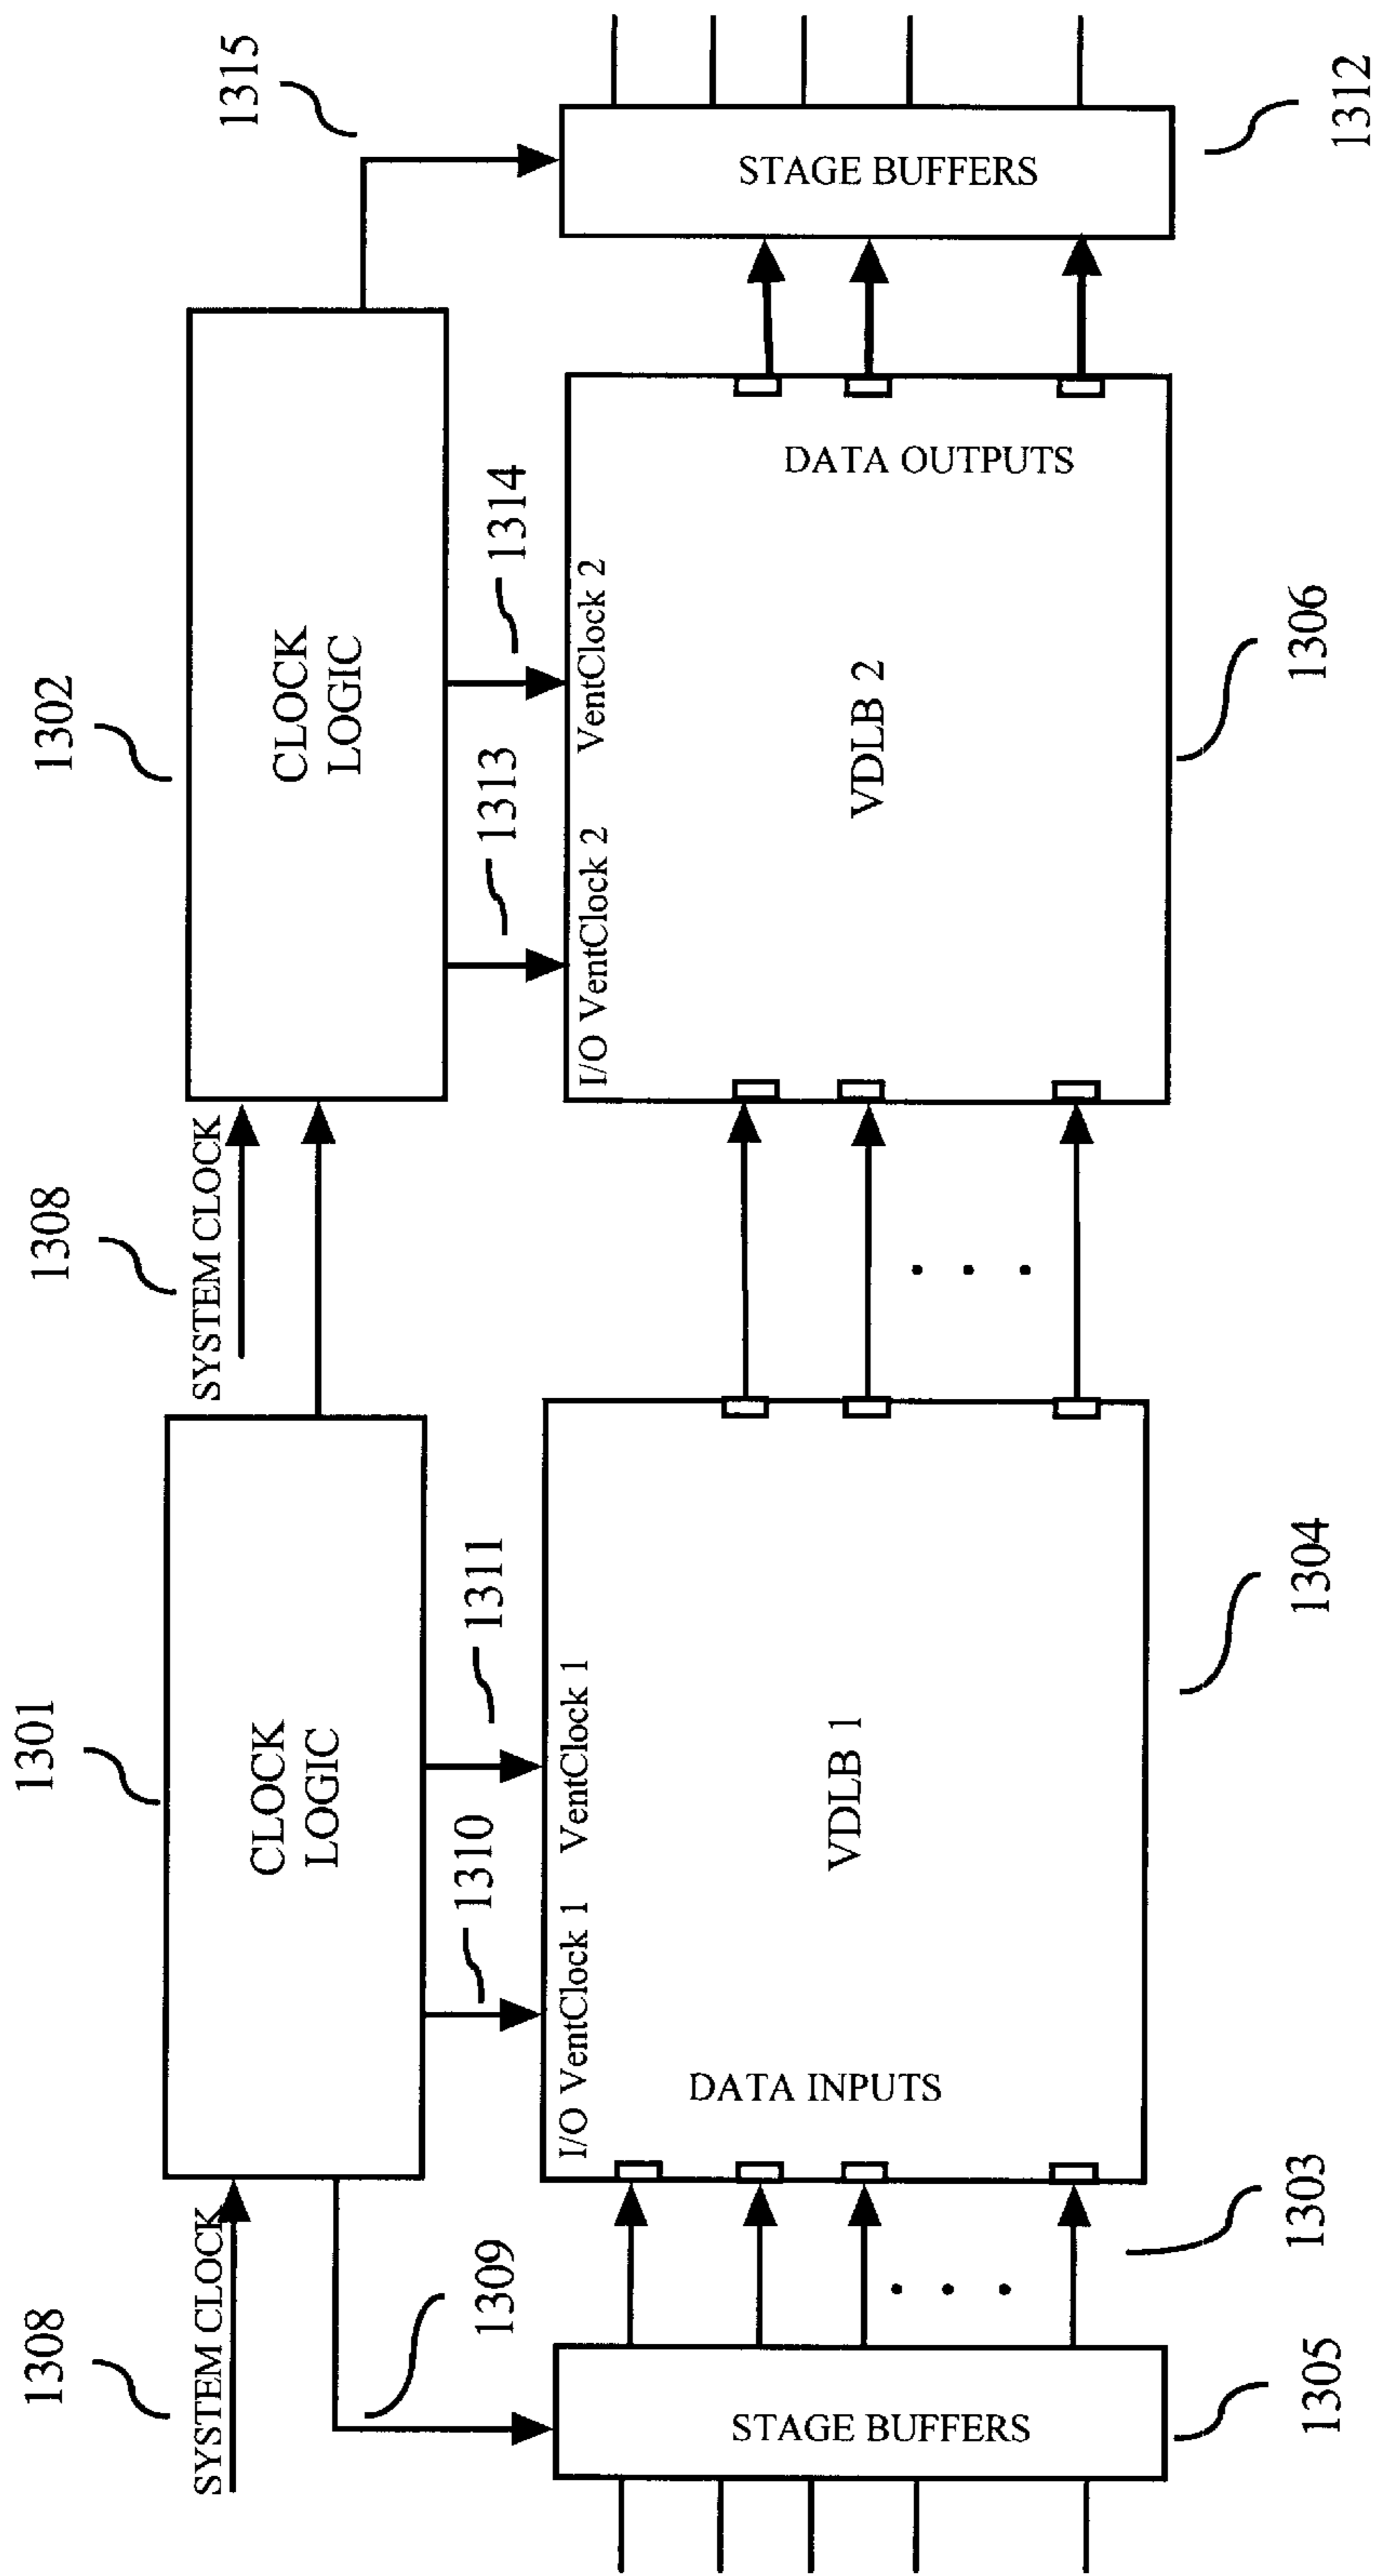 1308
SYSTEM CLOCK
1301
CLOCK
LOGIC
1308
SYSTEM CLOCK
1302
CLOCK
LOGIC
1315
1309
1310
1311
1313
1314
STAGE BUFFERS
1305
I/O VentClock 1
VentClock 1
DATA INPUTS
VDLB 1
1303
1304
I/O VentClock 2
VentClock 2
VDLB 2
DATA OUTPUTS
1306
STAGE BUFFERS
1312